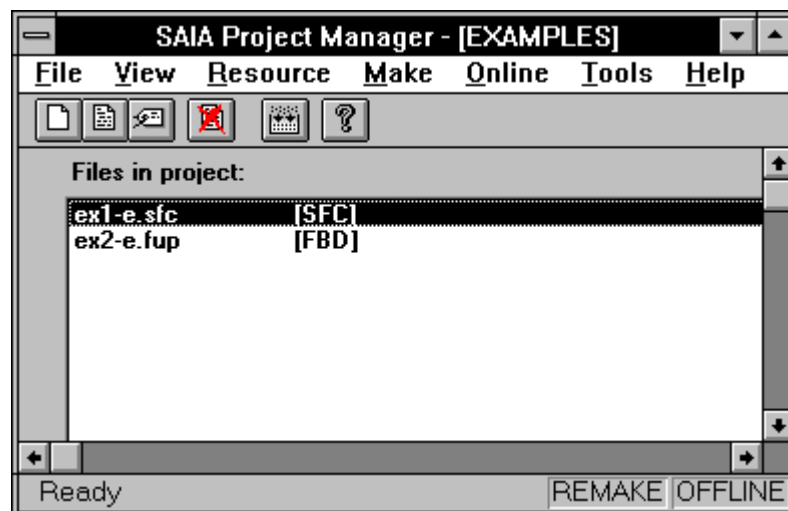 SAIA Project Manager - [EXAMPLES]
File View Resource Make Online Tools Help
Files in project:
ex1-e.sfc [SFC]
ex2-e.fup [FBD]
Ready REMAKE OFFLINE